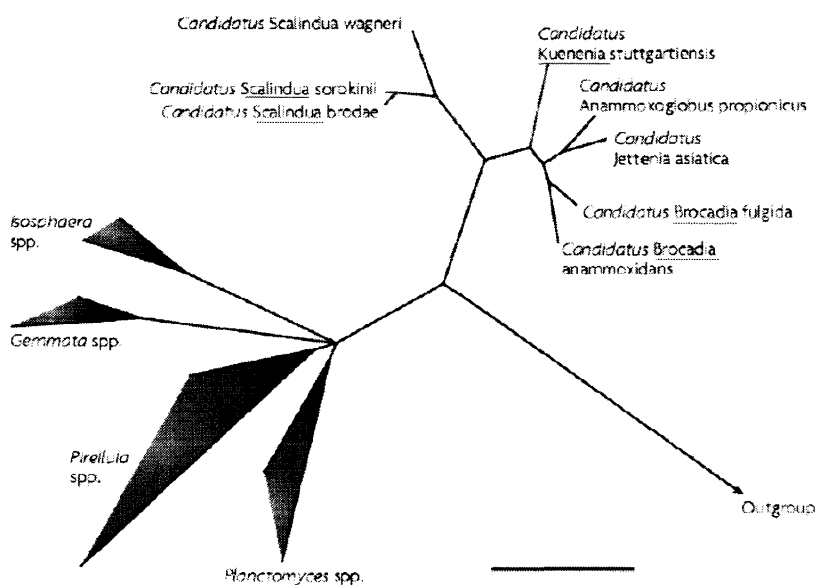 Candidatus Scalindua wagneri
Candidatus
Kuenenia stuttgartiensis
Candidatus Scalindua sorokinii
Candidatus Scalindua brodae
Candidatus
Anammoxoglobus propionicus
Candidatus
Jettenia asiatica
Candidatus Brocadia fulgida
Candidatus Brocadia
anammoxidans
Isosphaera
spp.
Gemmata spp.
Pirellula
spp.
Planctomyces spp.
Outgroup